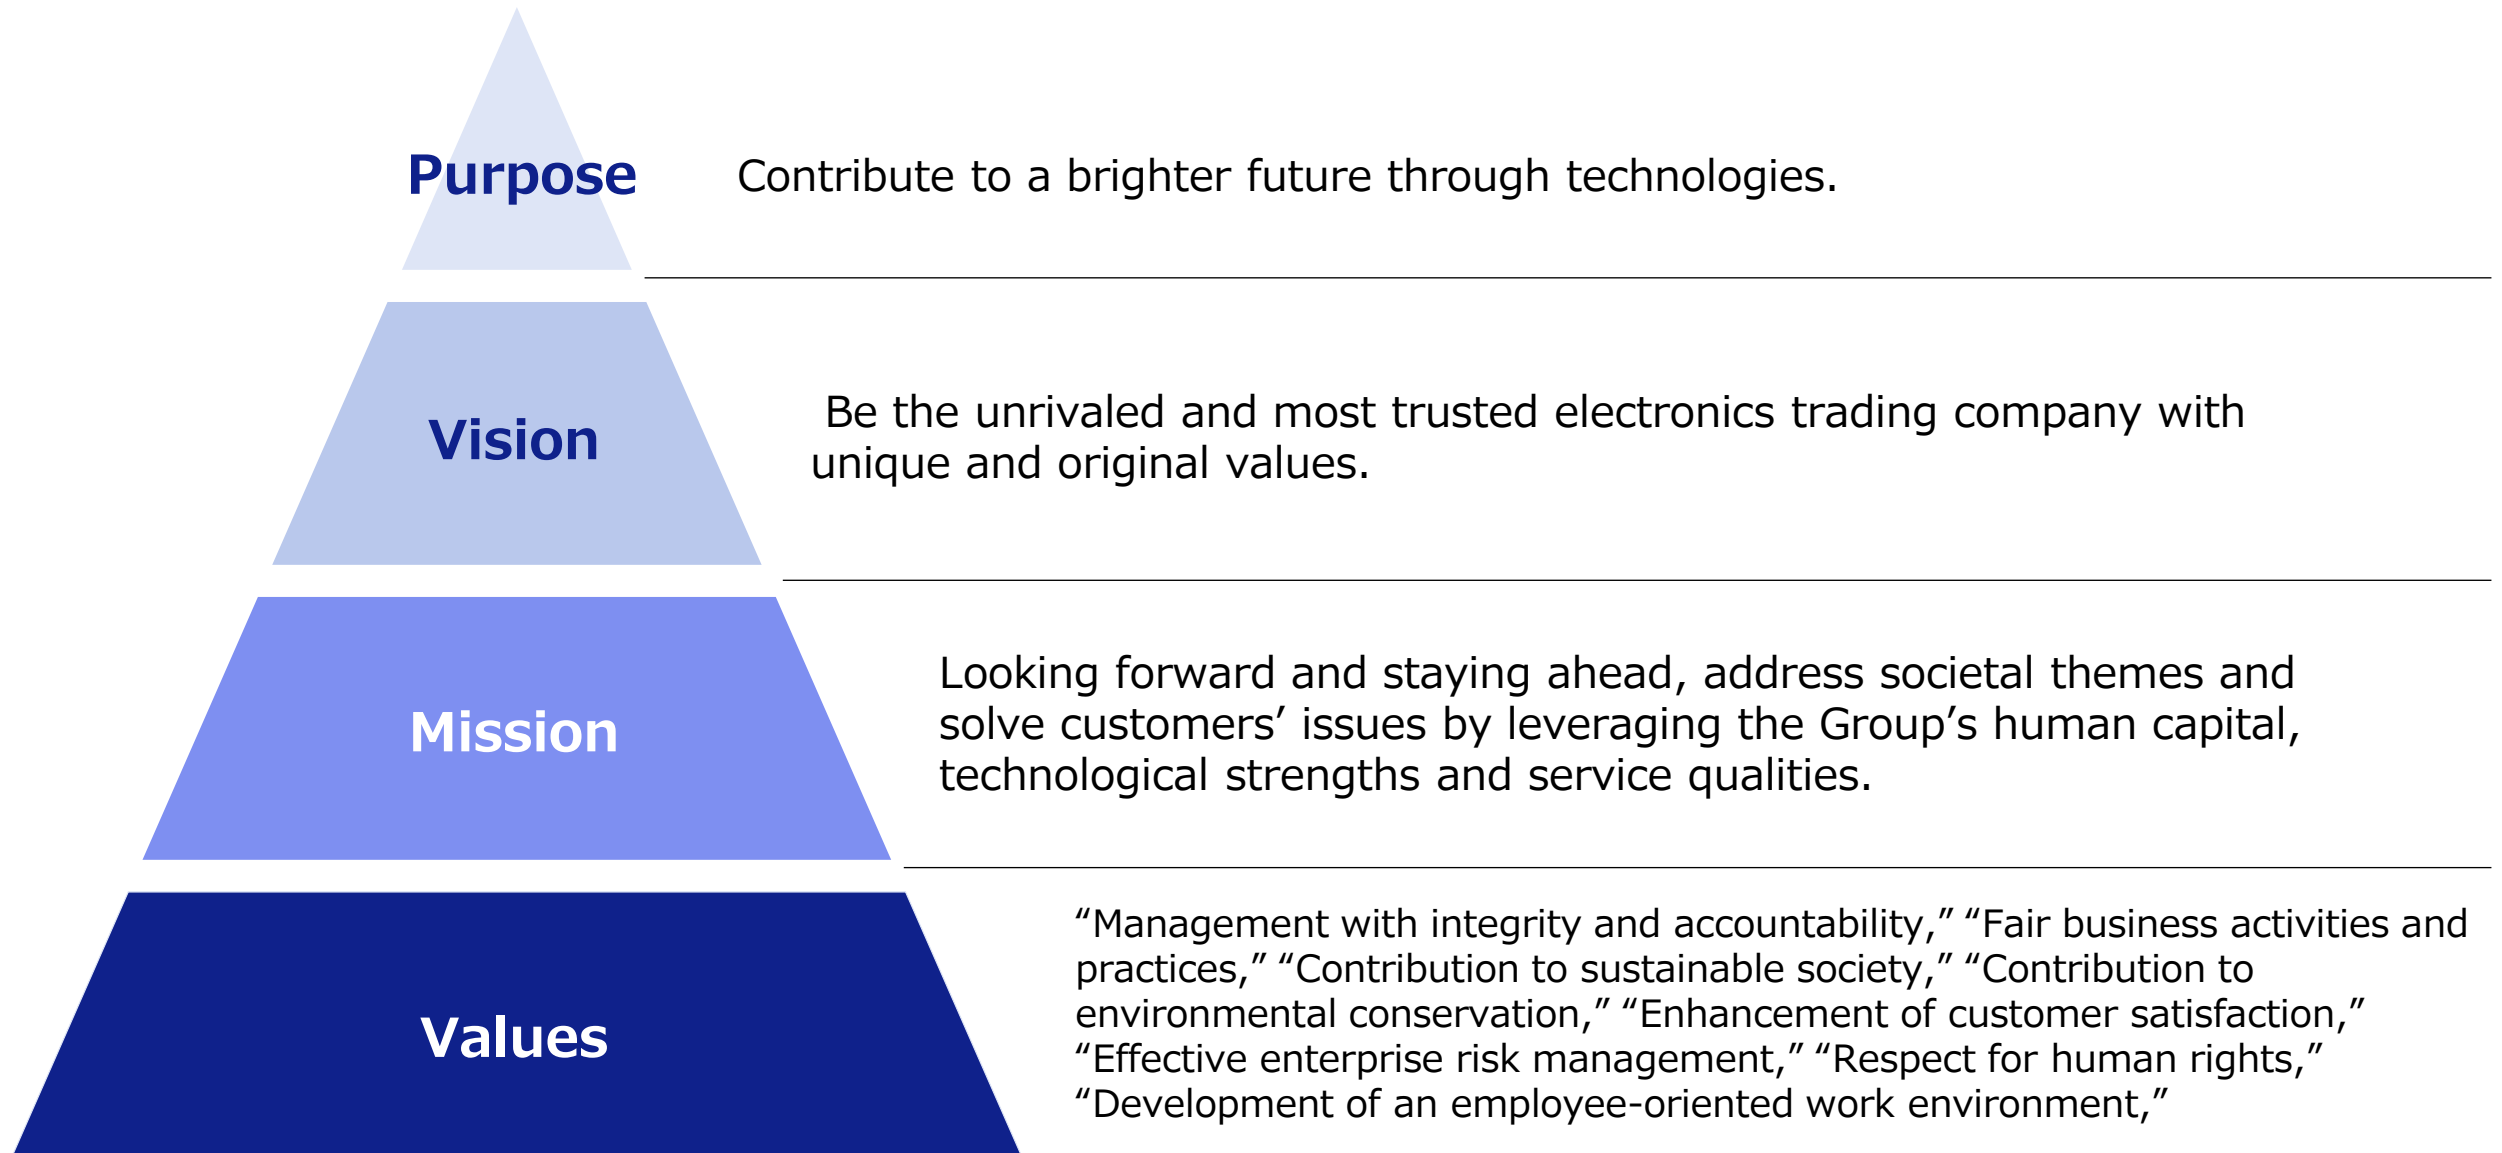 Purpose
Contribute to a brighter future through technologies.
Vision
Be the unrivaled and most trusted electronics trading company with
unique and original values.
Mission
Looking forward and staying ahead, address societal themes and
solve customers’ issues by leveraging the Group’s human capital,
technological strengths and service qualities.
Values
“Management with integrity and accountability,” “Fair business activities and
practices,” “Contribution to sustainable society,” “Contribution to
environmental conservation,” “Enhancement of customer satisfaction,”
“Effective enterprise risk management,” “Respect for human rights,”
“Development of an employee-oriented work environment,”